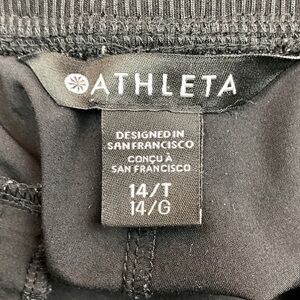 ATHLETA
DESIGNED IN
SAN FRANCISCO
CONÇU À
SAN FRANCISCO
14/T
14/G